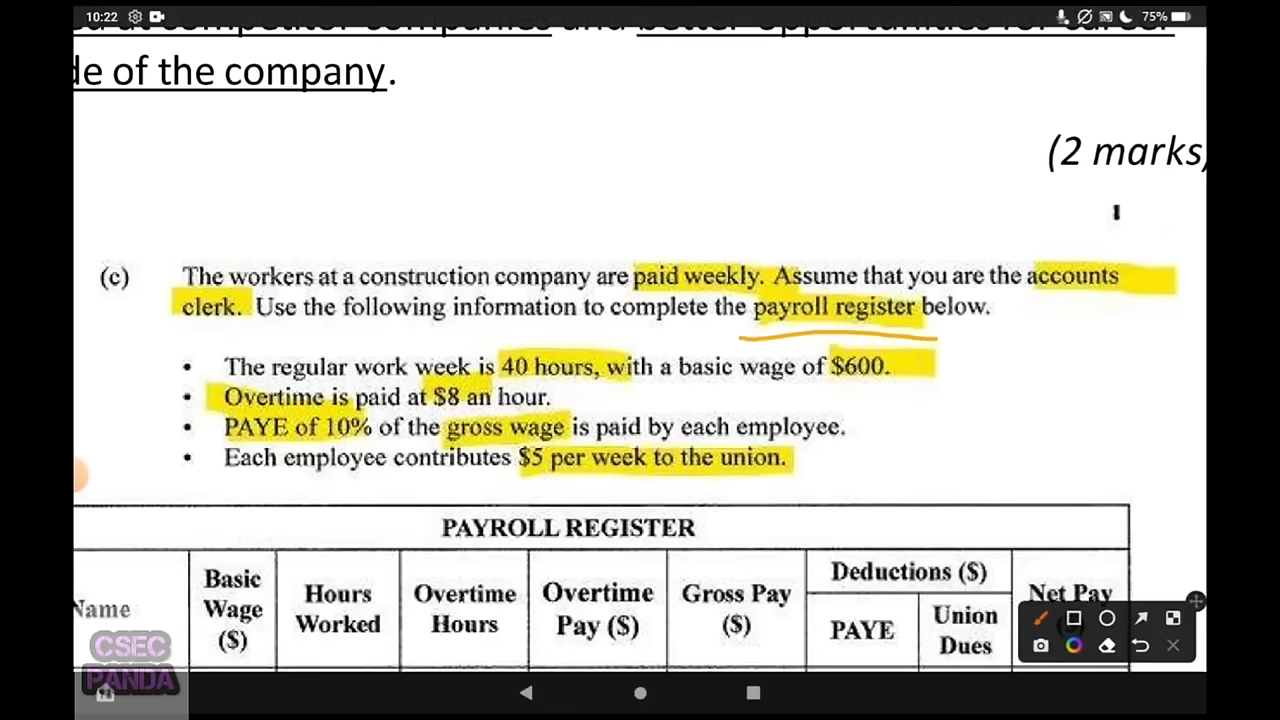 10:22
75%
and better opportunities for career
de of the company.
(2 marks)
(c) The workers at a construction company are paid weekly. Assume that you are the accounts
clerk. Use the following information to complete the payroll register below.
• The regular work week is 40 hours, with a basic wage of $600.
• Overtime is paid at $8 an hour.
• PAYE of 10% of the gross wage is paid by each employee.
• Each employee contributes $5 per week to the union.
PAYROLL REGISTER
Name
Basic
Wage
($)
Hours
Worked
Overtime
Hours
Overtime
Pay ($)
Gross Pay
($)
Deductions ($)
PAYE
Union
Dues
Net Pay
CSEC
PANDA